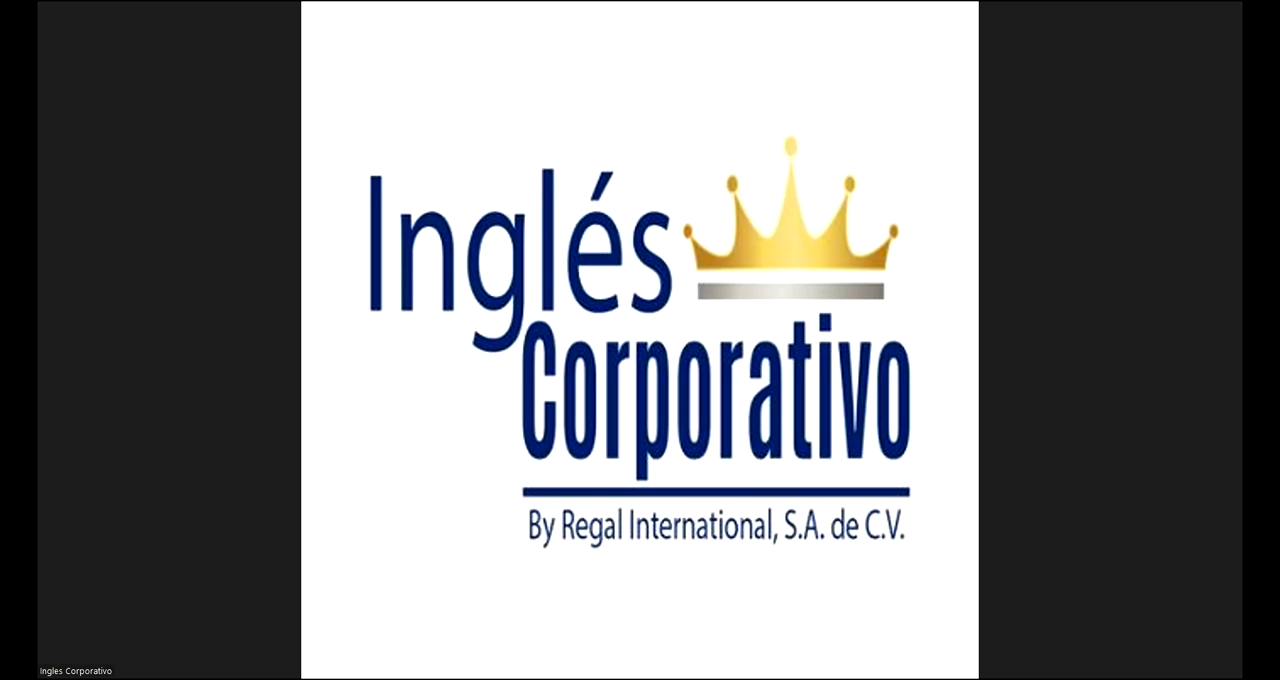 Inglés
Corporativo
By Regal International, S.A. de C.V.
Ingles Corporativo